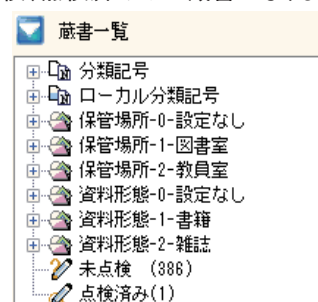 蔵書一覧
分類記号
ローカル分類記号
保管場所-0-設定なし
保管場所-1-図書室
保管場所-2-教員室
資料形態-0-設定なし
資料形態-1-書籍
資料形態-2-雑誌
未点検 (386)
点検済み(1)